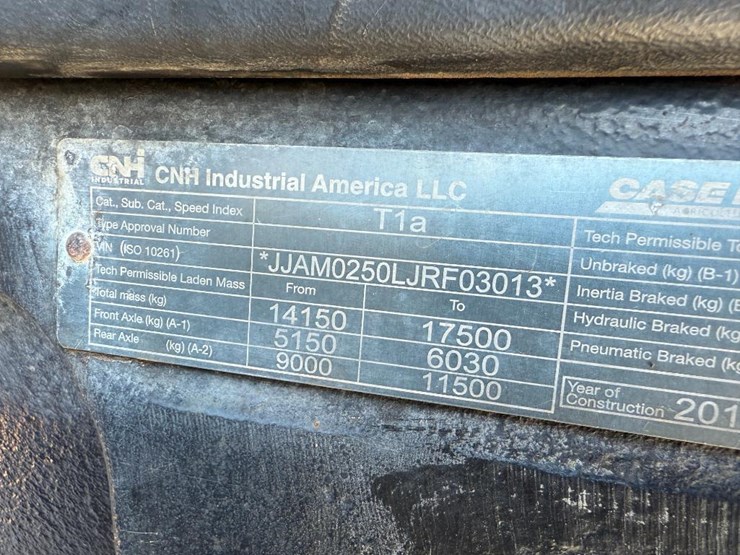 CNH INDUSTRIAL CNH Industrial America LLC
CASE
Cat., Sub. Cat., Speed Index T1a
Type Approval Number
VIN (ISO 10261) *JJAM0250LJRF03013*
Tech Permissible Laden Mass From To
Total mass (kg) 14150 17500
Front Axle (kg) (A-1) 5150 6030
Rear Axle (kg) (A-2) 9000 11500
Tech Permissible To
Unbraked (kg) (B-1)
Inertia Braked (kg) (B
Hydraulic Braked (kg
Pneumatic Braked (kg
Year of
Construction 201